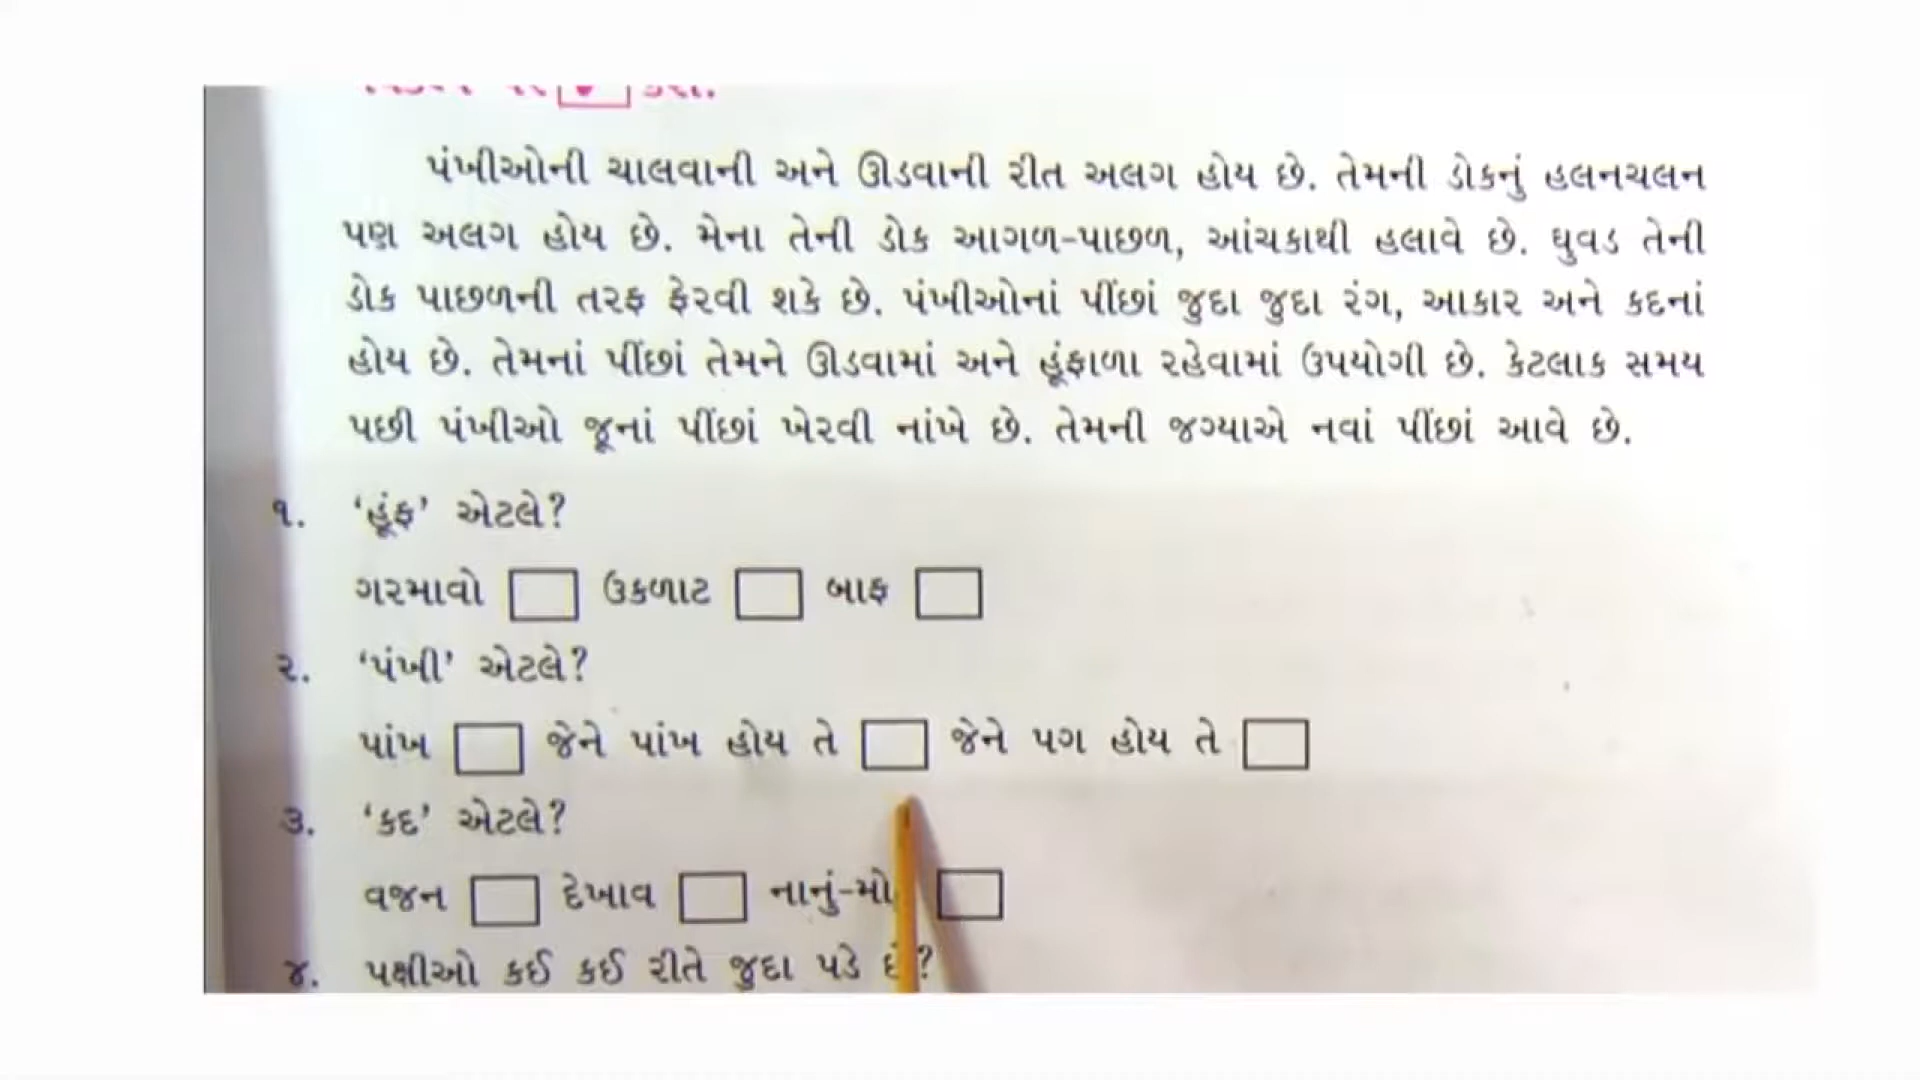 પંખીઓની ચાલવાની અને ઊડવાની રીત અલગ હોય છે. તેમની ડોકનું હલનચલન
પણ અલગ હોય છે. મેના તેની ડોક આગળ-પાછળ, આંચકાથી હલાવે છે. ઘુવડ તેની
ડોક પાછળની તરફ ફેરવી શકે છે. પંખીઓનાં પીંછાં જુદા જુદા રંગ, આકાર અને કદનાં
હોય છે. તેમનાં પીંછાં તેમને ઊડવામાં અને હૂંફાળા રહેવામાં ઉપયોગી છે. કેટલાક સમય
પછી પંખીઓ જૂનાં પીંછાં ખેરવી નાંખે છે. તેમની જગ્યાએ નવાં પીંછાં આવે છે.
૧. ‘હૂંફ’ એટલે?
ગરમાવો ઉકળાટ બાફ
૨. ‘પંખી’ એટલે?
પાંખ જેને પાંખ હોય તે જેને પગ હોય તે
૩. ‘કદ’ એટલે?
વજન દેખાવ નાનું-મો
૪. પક્ષીઓ કઈ કઈ રીતે જુદા પડે છે?